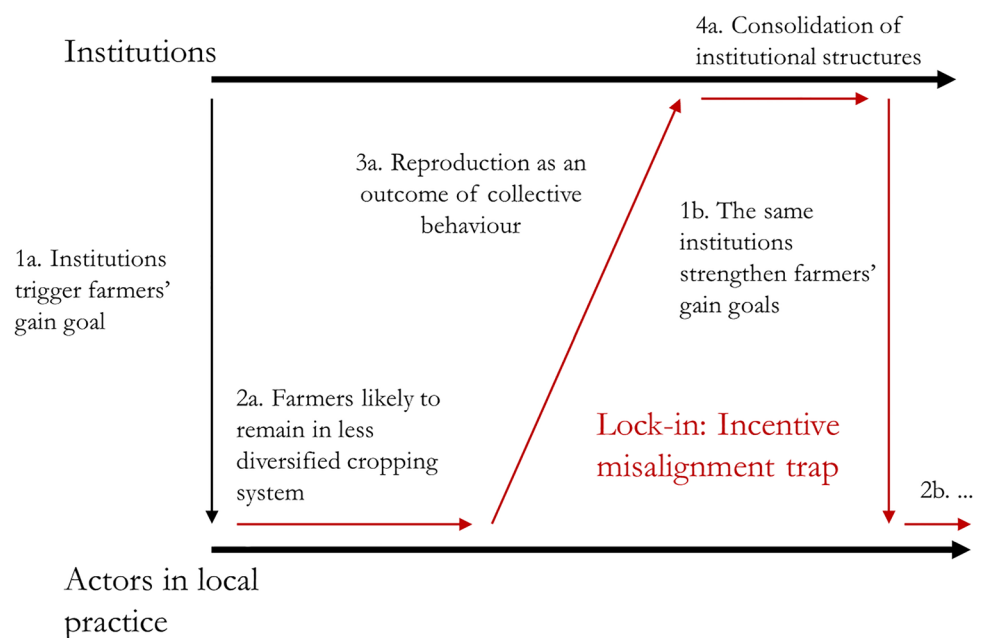 Institutions
4a. Consolidation of
institutional structures
3a. Reproduction as an
outcome of collective
behaviour
1b. The same
institutions
strengthen farmers’
gain goals
1a. Institutions
trigger farmers’
gain goal
2a. Farmers likely to
remain in less
diversified cropping
system
Lock-in: Incentive
misalignment trap
2b. ...
Actors in local
practice